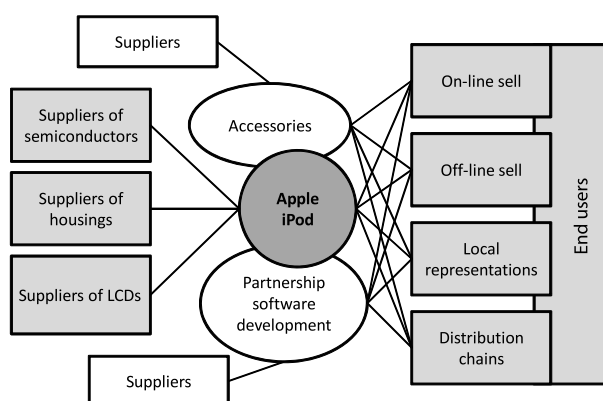 Suppliers
Suppliers of
semiconductors
Suppliers of
housings
Suppliers of LCDs
Suppliers
Accessories
Apple
iPod
Partnership
software
development
On-line sell
Off-line sell
Local
representations
Distribution
chains
End users